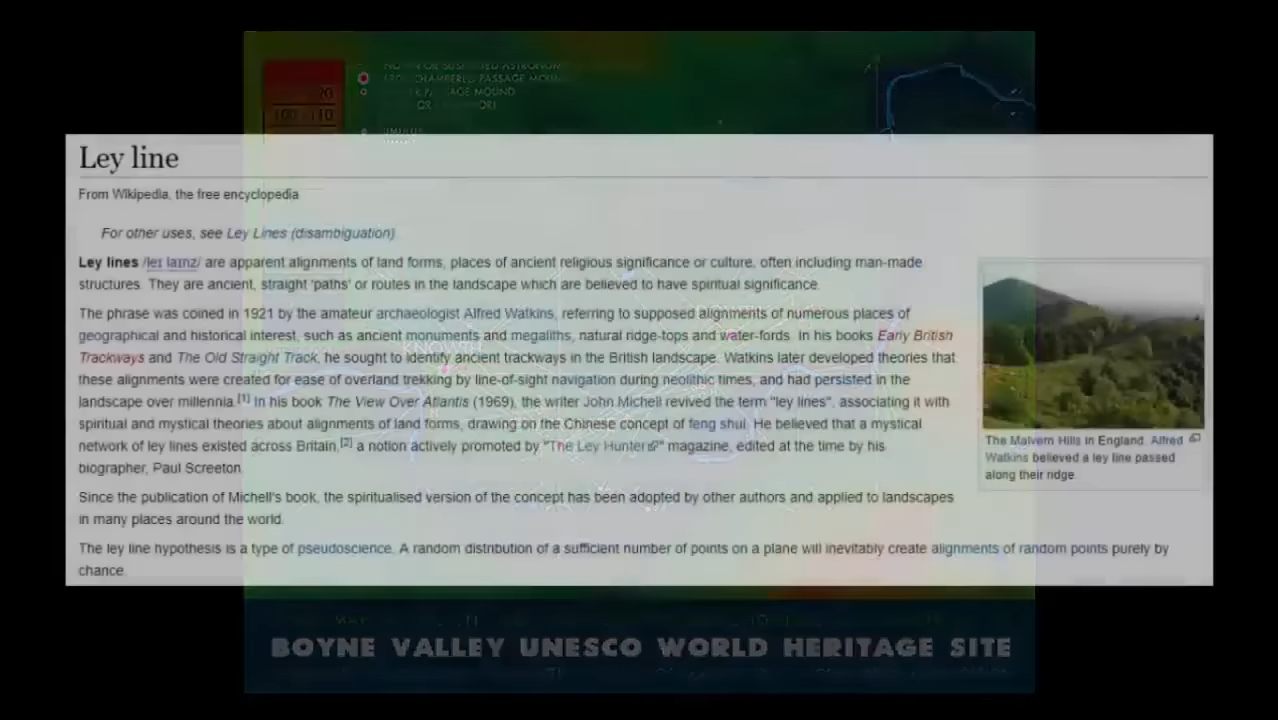 20
100 - 110
Ley line
From Wikipedia, the free encyclopedia
For other uses, see Ley Lines (disambiguation)
Ley lines /leɪ laɪnz/ are apparent alignments of land forms, places of ancient religious significance or culture, often including man-made
structures. They are ancient, straight 'paths' or routes in the landscape which are believed to have spiritual significance.
The phrase was coined in 1921 by the amateur archaeologist Alfred Watkins, referring to supposed alignments of numerous places of
geographical and historical interest, such as ancient monuments and megaliths, natural ridge-tops and water-fords. In his books Early British
Trackways and The Old Straight Track, he sought to identify ancient trackways in the British landscape. Watkins later developed theories that
these alignments were created for ease of overland trekking by line-of-sight navigation during neolithic times, and had persisted in the
landscape over millennia.[1] In his book The View Over Atlantis (1969), the writer John Michell revived the term "ley lines", associating it with
spiritual and mystical theories about alignments of land forms, drawing on the Chinese concept of feng shui. He believed that a mystical
network of ley lines existed across Britain,[2] a notion actively promoted by "The Ley Hunter" magazine, edited at the time by his
biographer, Paul Screeton.
Since the publication of Michell's book, the spiritualised version of the concept has been adopted by other authors and applied to landscapes
in many places around the world.
The ley line hypothesis is a type of pseudoscience. A random distribution of a sufficient number of points on a plane will inevitably create alignments of random points purely by
chance.
The Malvern Hills in England. Alfred
Watkins believed a ley line passed
along their ridge.
BOYNE VALLEY UNESCO WORLD HERITAGE SITE